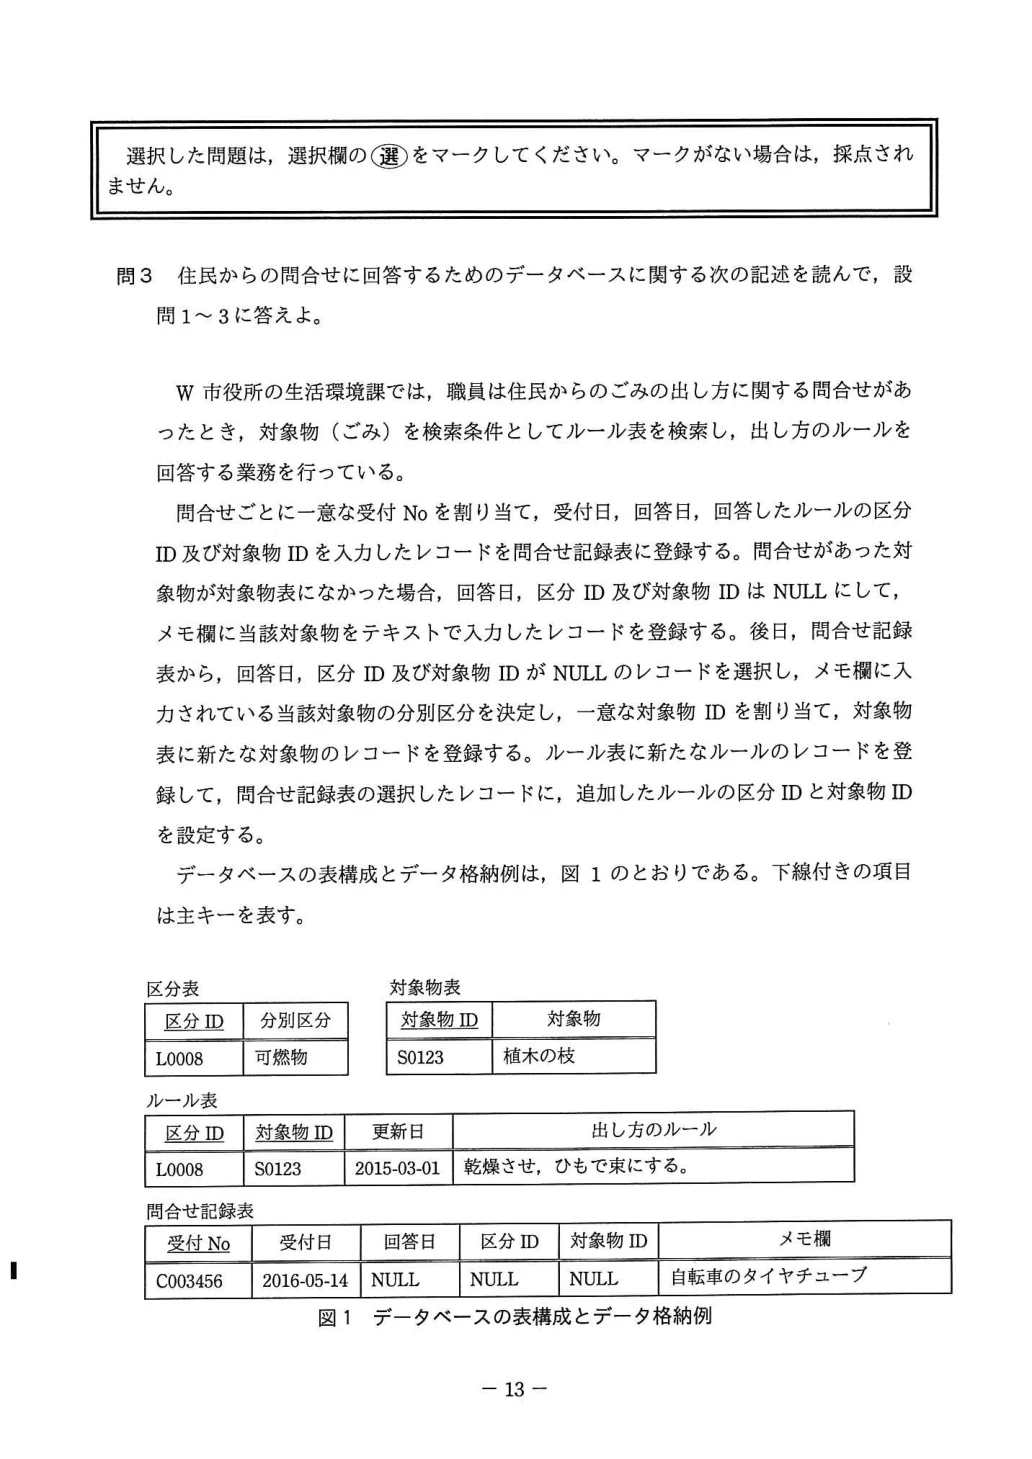 選択した問題は，選択欄の㊟をマークしてください。マークがない場合は，採点され
ません。
問3　住民からの問合せに回答するためのデータベースに関する次の記述を読んで，設
問 1～3 に答えよ。
W 市役所の生活環境課では，職員は住民からのごみの出し方に関する問合せがあ
ったとき，対象物（ごみ）を検索条件としてルール表を検索し，出し方のルールを
回答する業務を行っている。
問合せごとに一意な受付 No を割り当て，受付日，回答日，回答したルールの区分
ID 及び対象物 ID を入力したレコードを問合せ記録表に登録する。問合せがあった対
象物が対象物表になかった場合，回答日，区分 ID 及び対象物 ID は NULL にして，
メモ欄に当該対象物をテキストで入力したレコードを登録する。後日，問合せ記録
表から，回答日，区分 ID 及び対象物 ID が NULL のレコードを選択し，メモ欄に入
力されている当該対象物の分別区分を決定し，一意な対象物 ID を割り当て，対象物
表に新たな対象物のレコードを登録する。ルール表に新たなルールのレコードを登
録して，問合せ記録表の選択したレコードに，追加したルールの区分 ID と対象物 ID
を設定する。
データベースの表構成とデータ格納例は，図 1 のとおりである。下線付きの項目
は主キーを表す。
区分表
区分 ID 分別区分
L0008 可燃物
対象物表
対象物 ID 対象物
S0123 植木の枝
ルール表
区分 ID 対象物 ID 更新日 出し方のルール
L0008 S0123 2015-03-01 乾燥させ，ひもで束にする。
問合せ記録表
受付 No 受付日 回答日 区分 ID 対象物 ID メモ欄
C003456 2016-05-14 NULL NULL NULL 自転車のタイヤチューブ
図 1　データベースの表構成とデータ格納例
－ 13 －